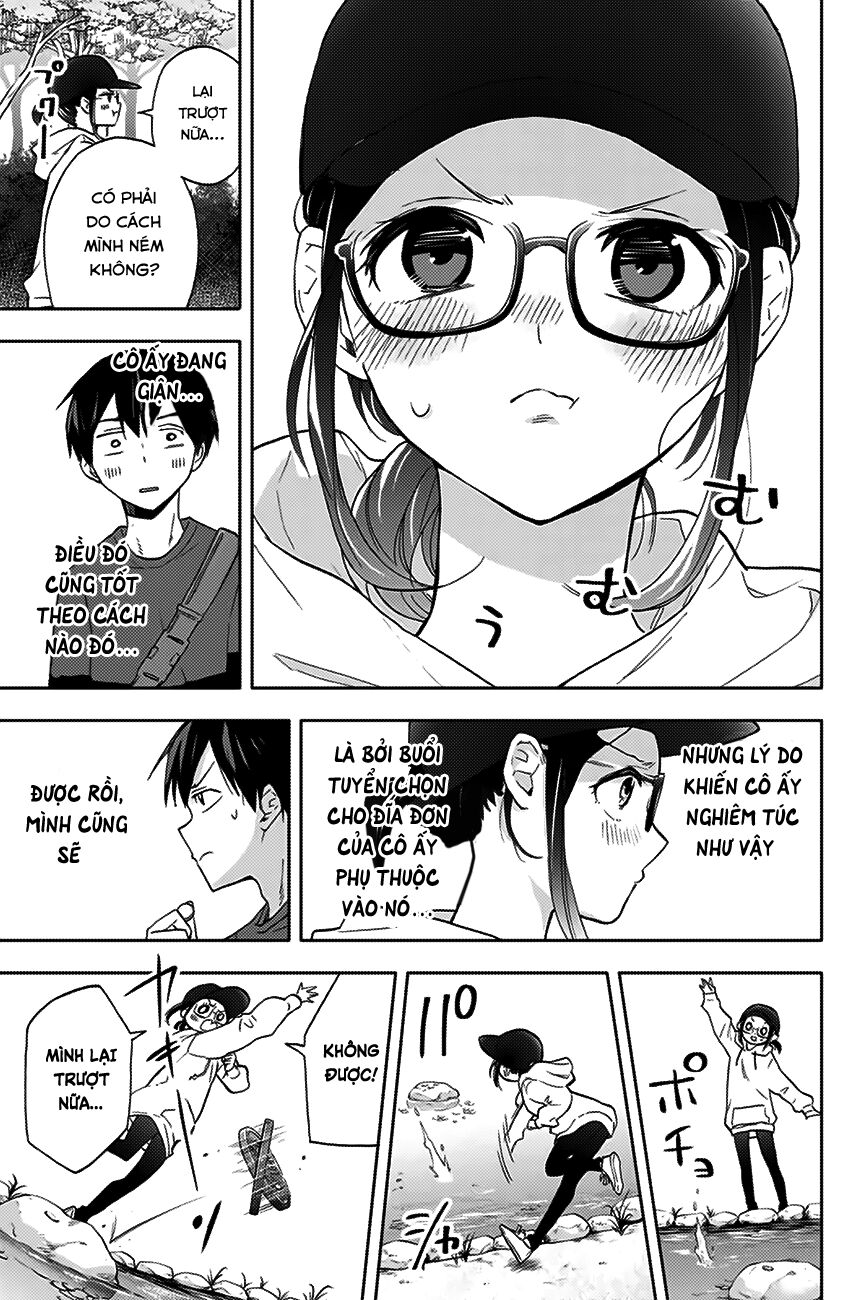 むむぅ
LẠI
TRƯỢT
NỮA...
CÓ PHẢI
DO CÁCH
MÌNH NÉM
KHÔNG?
プクー
CÔ ẤY ĐANG
GIẬN...
ĐIỀU ĐÓ
CŨNG TỐT
THEO CÁCH
NÀO ĐÓ...
NHƯNG LÝ DO
KHIẾN CÔ ẤY
NGHIÊM TÚC
NHƯ VẬY
LÀ BỞI BUỔI
TUYỂN CHỌN
CHO ĐĨA ĐƠN
CỦA CÔ ẤY
PHỤ THUỘC
VÀO NÓ...
ĐƯỢC RỒI,
MÌNH CŨNG
SẼ
ポチョ
シャ
KHÔNG
ĐƯỢC!
MÌNH LẠI
TRƯỢT
NỮA...